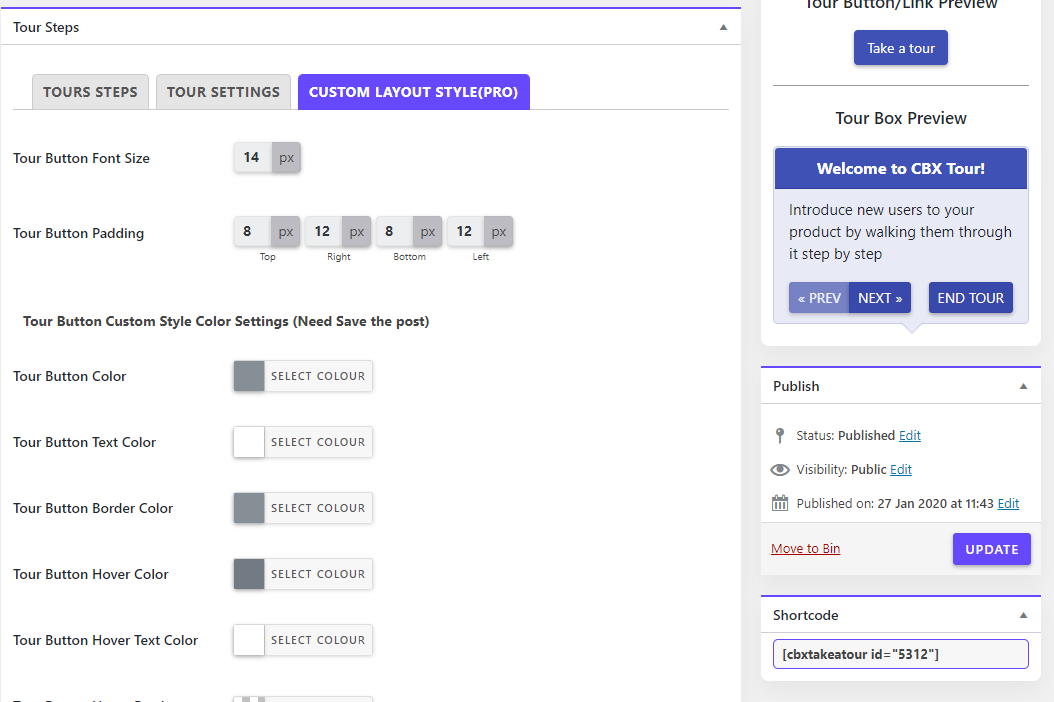 Tour Steps
TOURS STEPS
TOUR SETTINGS
CUSTOM LAYOUT STYLE(PRO)
Tour Button Font Size
14 px
Tour Button Padding
8 px 12 px 8 px 12 px
Top Right Bottom Left
Tour Button Custom Style Color Settings (Need Save the post)
Tour Button Color
SELECT COLOUR
Tour Button Text Color
SELECT COLOUR
Tour Button Border Color
SELECT COLOUR
Tour Button Hover Color
SELECT COLOUR
Tour Button Hover Text Color
SELECT COLOUR
Tour Button/Link Preview
Take a tour
Tour Box Preview
Welcome to CBX Tour!
Introduce new users to your
product by walking them through
it step by step
« PREV NEXT » END TOUR
Publish
Status: Published Edit
Visibility: Public Edit
Published on: 27 Jan 2020 at 11:43 Edit
Move to Bin
UPDATE
Shortcode
[cbxtakeatour id="5312"]